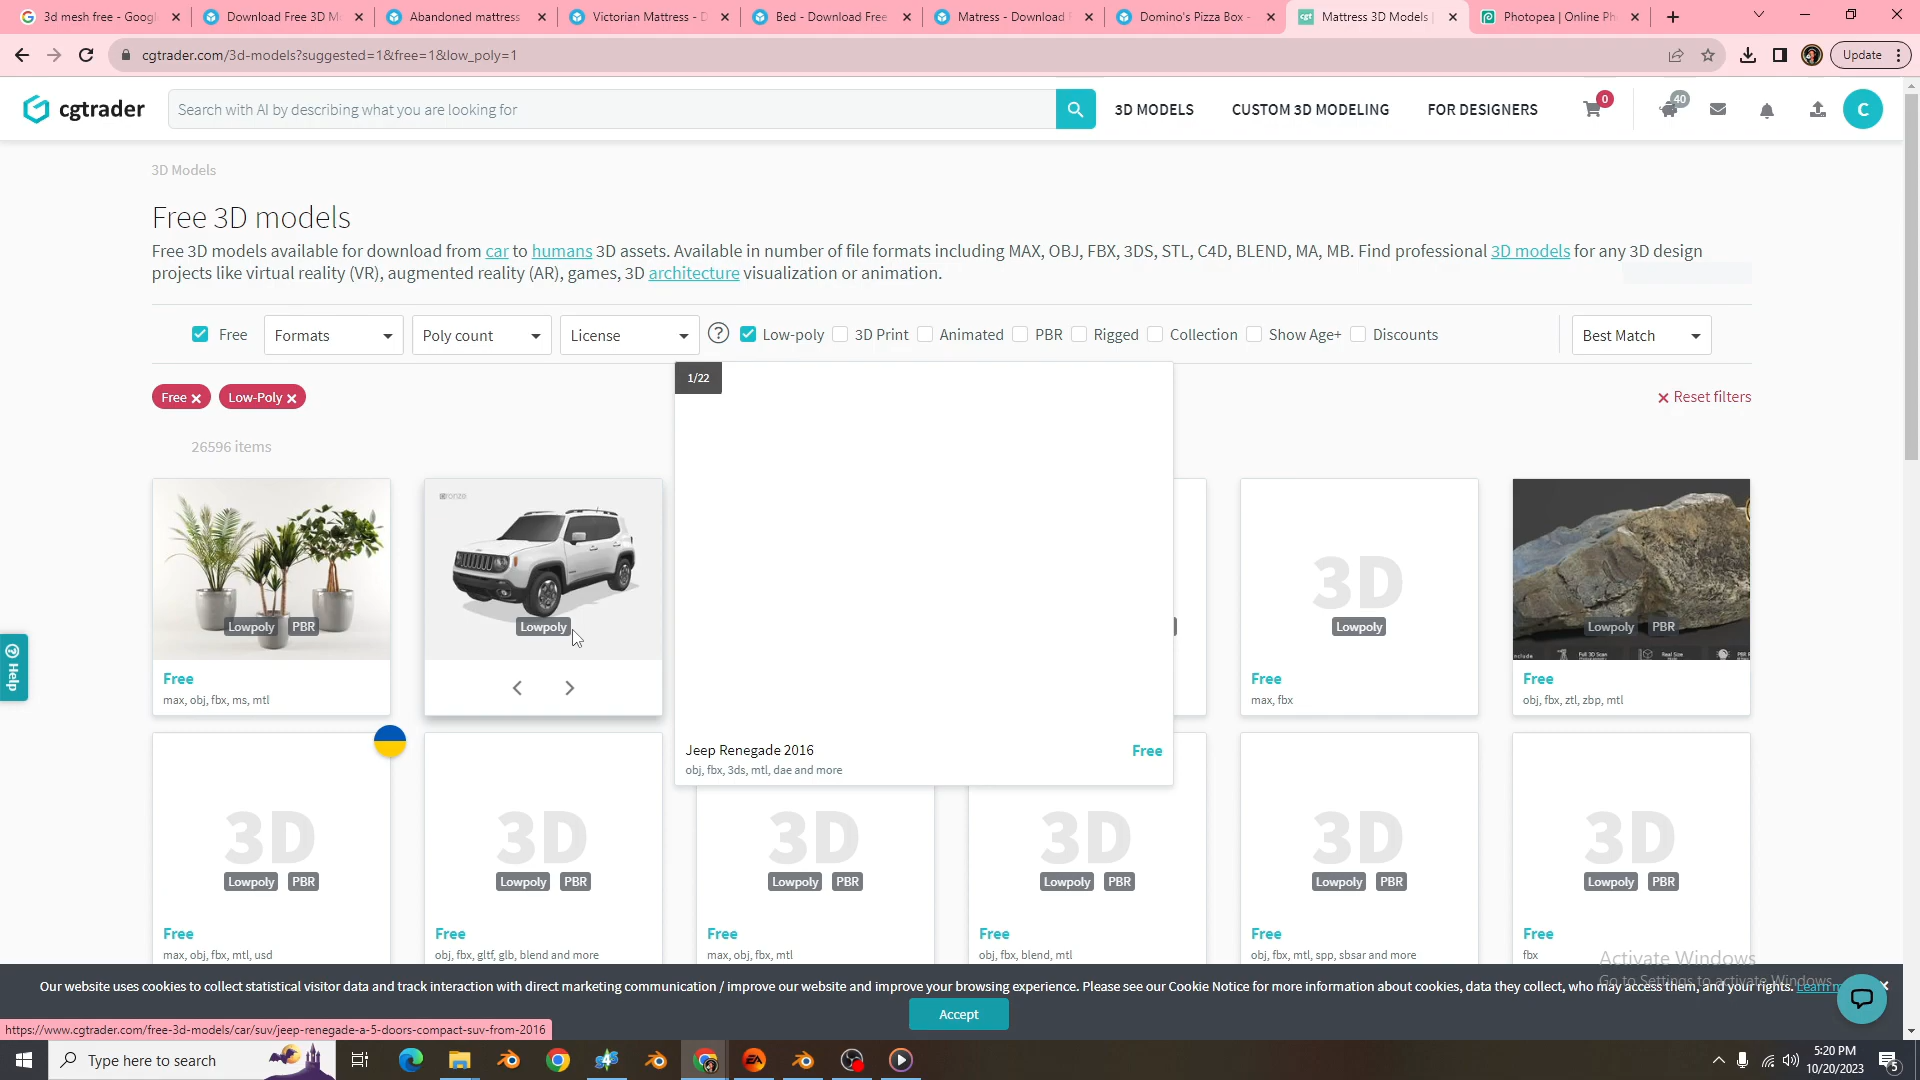 3d mesh free - Googl
Download Free 3D M
Abandoned mattress
Victorian Mattress - D
Bed - Download Free
Matress - Download F
Domino's Pizza Box -
Mattress 3D Models |
Photopea | Online Ph
cgtrader.com/3d-models?suggested=1&free=1&low_poly=1
Update
cgtrader
Search with AI by describing what you are looking for
3D MODELS
CUSTOM 3D MODELING
FOR DESIGNERS
0
40
C
3D Models
Free 3D models
Free 3D models available for download from car to humans 3D assets. Available in number of file formats including MAX, OBJ, FBX, 3DS, STL, C4D, BLEND, MA, MB. Find professional 3D models for any 3D design
projects like virtual reality (VR), augmented reality (AR), games, 3D architecture visualization or animation.
Free
Formats
Poly count
License
?
Low-poly
3D Print
Animated
PBR
Rigged
Collection
Show Age+
Discounts
Best Match
Free
Low-Poly
Reset filters
1/22
26596 items
Lowpoly PBR
Lowpoly
3D
Lowpoly
Lowpoly PBR
Free
max, obj, fbx, ms, mtl
Free
max, fbx
Free
obj, fbx, ztl, zbp, mtl
Help
Jeep Renegade 2016
Free
obj, fbx, 3ds, mtl, dae and more
3D
Lowpoly PBR
3D
Lowpoly PBR
3D
Lowpoly PBR
3D
Lowpoly PBR
3D
Lowpoly PBR
3D
Lowpoly PBR
Free
max, obj, fbx, mtl, usd
Free
obj, fbx, gltf, glb, blend and more
Free
max, obj, fbx, mtl
Free
obj, fbx, blend, mtl
Free
obj, fbx, mtl, spp, sbsar and more
Free
fbx
Activate Windows
Go to Settings to activate Windows.
Our website uses cookies to collect statistical visitor data and track interaction with direct marketing communication / improve our website and improve your browsing experience. Please see our Cookie Notice for more information about cookies, data they collect, who may access them, and your rights.
Accept
https://www.cgtrader.com/free-3d-models/car/suv/jeep-renegade-a-5-doors-compact-suv-from-2016
Type here to search
5:20 PM
10/20/2023
5